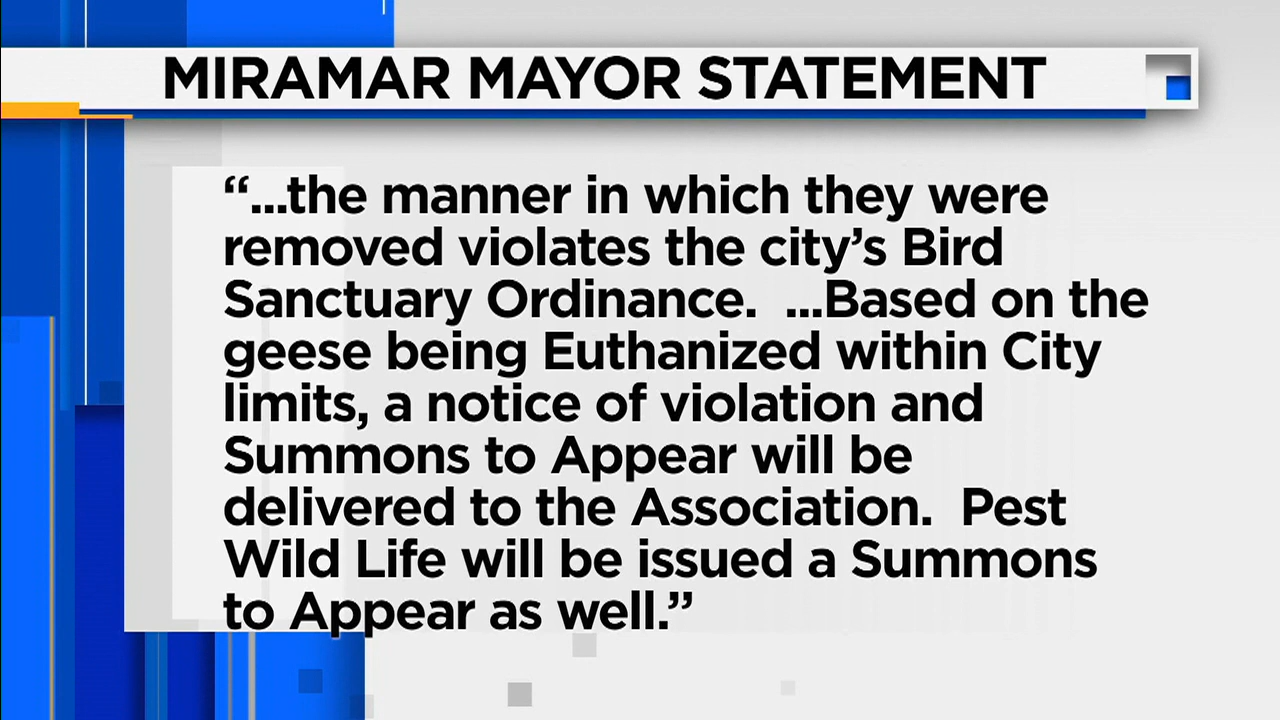 MIRAMAR MAYOR STATEMENT
“...the manner in which they were
removed violates the city’s Bird
Sanctuary Ordinance.  ...Based on the
geese being Euthanized within City
limits, a notice of violation and
Summons to Appear will be
delivered to the Association.  Pest
Wild Life will be issued a Summons
to Appear as well.”